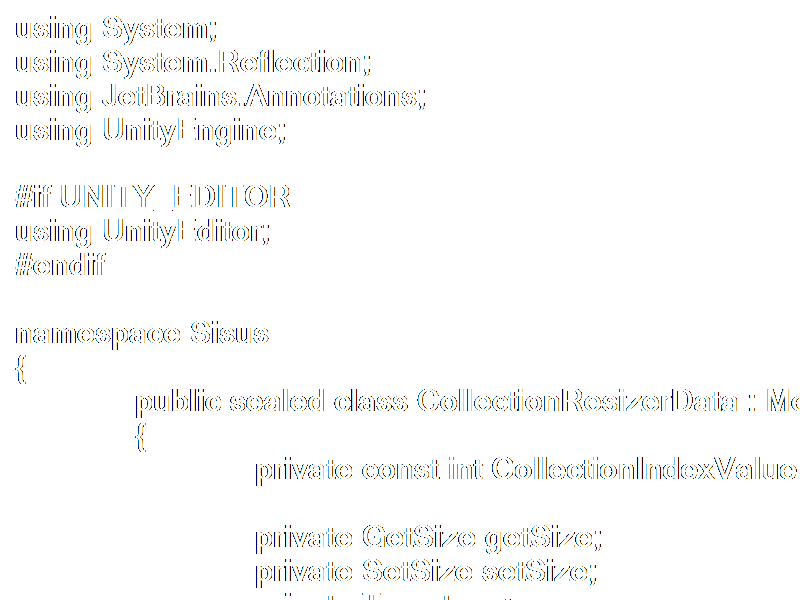 using System;
using System.Reflection;
using JetBrains.Annotations;
using UnityEngine;
#if UNITY_EDITOR
using UnityEditor;
#endif
namespace Sisus
{
public sealed class CollectionResizerData :
{
private const int CollectionIndexValue
private GetSize getSize;
private SetSize setSize;